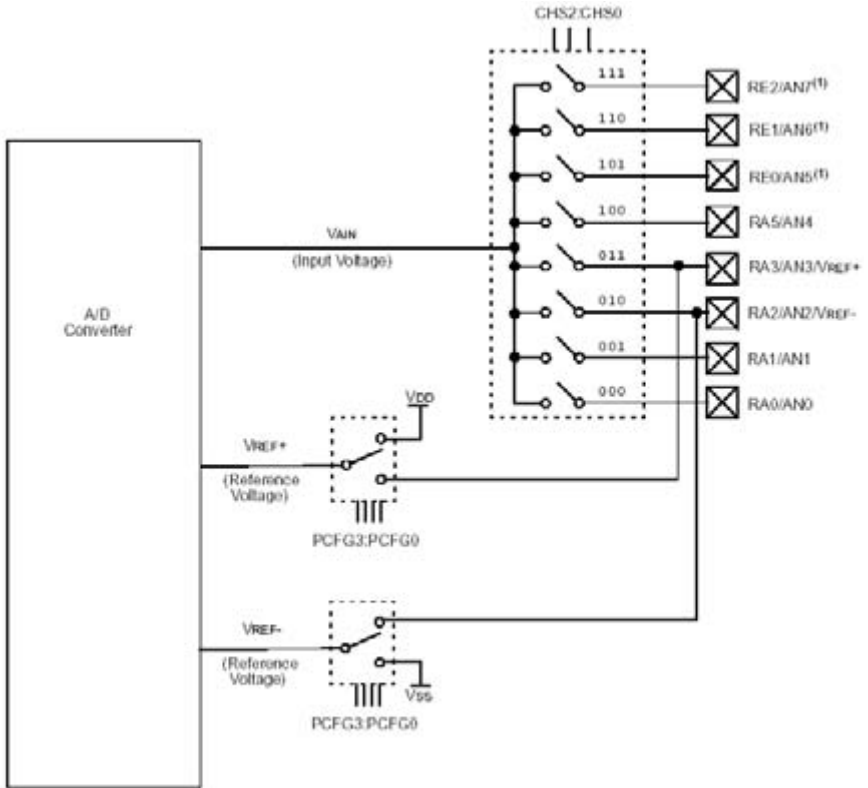 CHS2:CHS0
111
RE2/AN7(1)
110
RE1/AN6(1)
101
RE0/AN5(1)
100
RA5/AN4
VAIN
(Input Voltage)
011
RA3/AN3/VREF+
010
RA2/AN2/VREF-
A/D
Converter
001
RA1/AN1
000
RA0/AN0
VDD
VREF+
(Reference
Voltage)
PCFG3:PCFG0
VREF-
(Reference
Voltage)
VSS
PCFG3:PCFG0